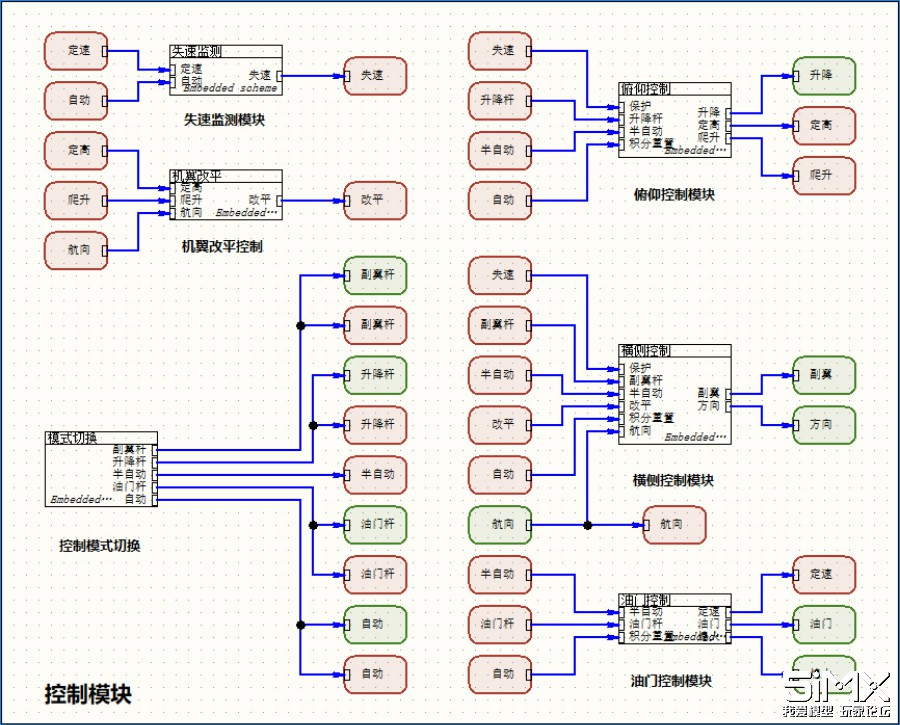 定速
自动
失速监测
定速
自动
失速
Embedded scheme
失速
失速监测模块
定高
爬升
航向
机翼改平
定高
爬升
航向
改平
Embedded…
改平
机翼改平控制
失速
升降杆
半自动
自动
俯仰控制
保护
升降杆
半自动
积分重置
升降
定高
爬升
Embedded…
升降
定高
爬升
俯仰控制模块
模式切换
副翼杆
升降杆
半自动
油门杆
自动
Embedded…
控制模式切换
副翼杆
副翼杆
升降杆
升降杆
半自动
油门杆
油门杆
自动
自动
失速
副翼杆
半自动
改平
自动
航向
横侧控制
保护
副翼杆
半自动
改平
积分重置
航向
副翼
方向
Embedded…
副翼
方向
横侧控制模块
航向
半自动
油门杆
自动
油门控制
半自动
油门杆
积分重置
定速
油门
Embedded…
定速
油门
油门控制模块
控制模块
5iMX
我爱模型 玩家论坛